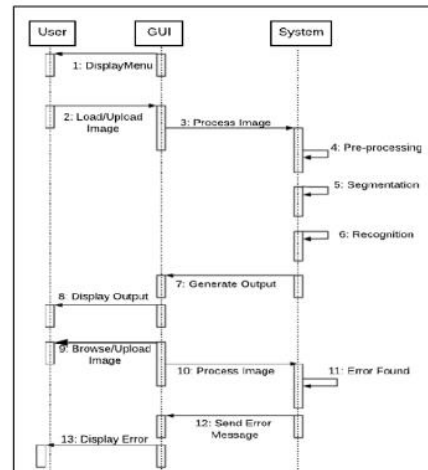 User GUI System
1: DisplayMenu
2: Load/Upload
Image
3: Process Image
4: Pre-processing
5: Segmentation
6: Recognition
7: Generate Output
8: Display Output
9: Browse/Upload
Image
10: Process Image
11: Error Found
12: Send Error
Message
13: Display Error